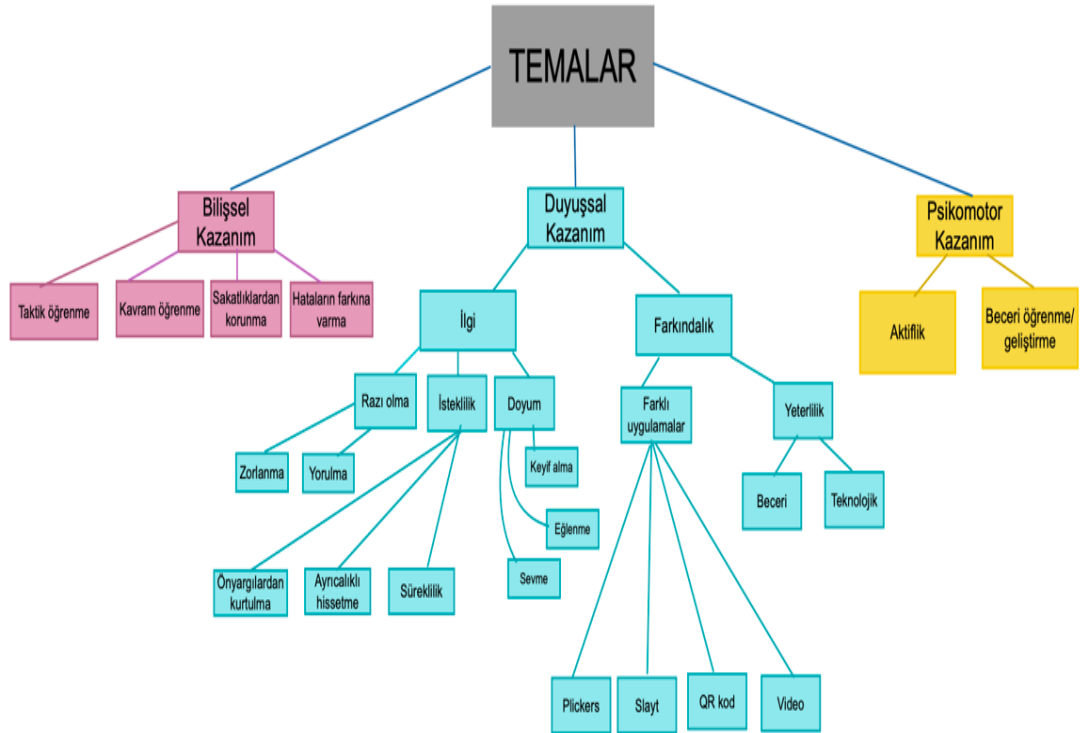 TEMALAR
Bilişsel
Kazanım
Duyuşsal
Kazanım
Psikomotor
Kazanım
Taktik öğrenme
Kavram öğrenme
Sakatlıklardan
korunma
Hataların farkına
varma
İlgi
Farkındalık
Aktiflik
Beceri öğrenme/
geliştirme
Razı olma
İsteklilik
Doyum
Farklı
uygulamalar
Yeterlilik
Zorlanma
Yorulma
Keyif alma
Beceri
Teknolojik
Eğlenme
Önyargılardan
kurtulma
Ayrıcalıklı
hissetme
Süreklilik
Sevme
Plickers
Slayt
QR kod
Video